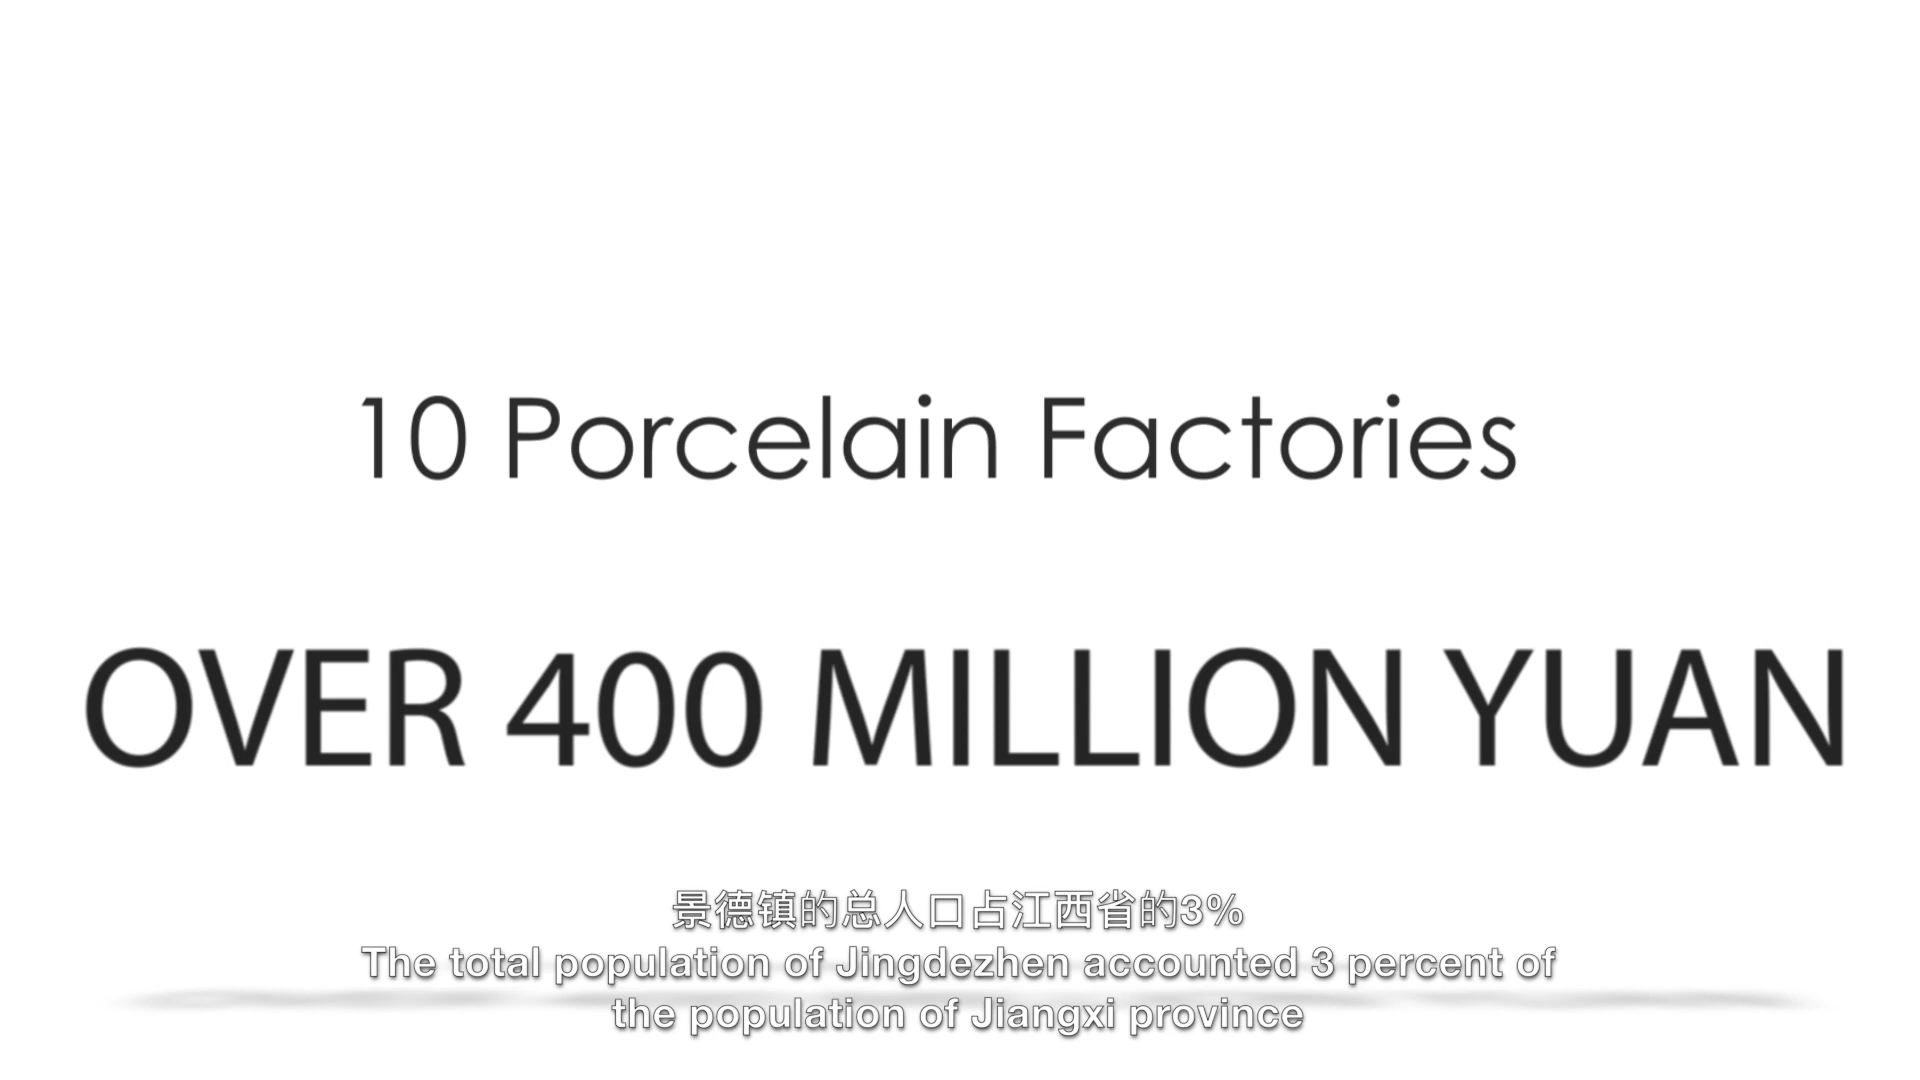 10 Porcelain Factories
OVER 400 MILLION YUAN
景德镇的总人口占江西省的3%
The total population of Jingdezhen accounted 3 percent of
the population of Jiangxi province